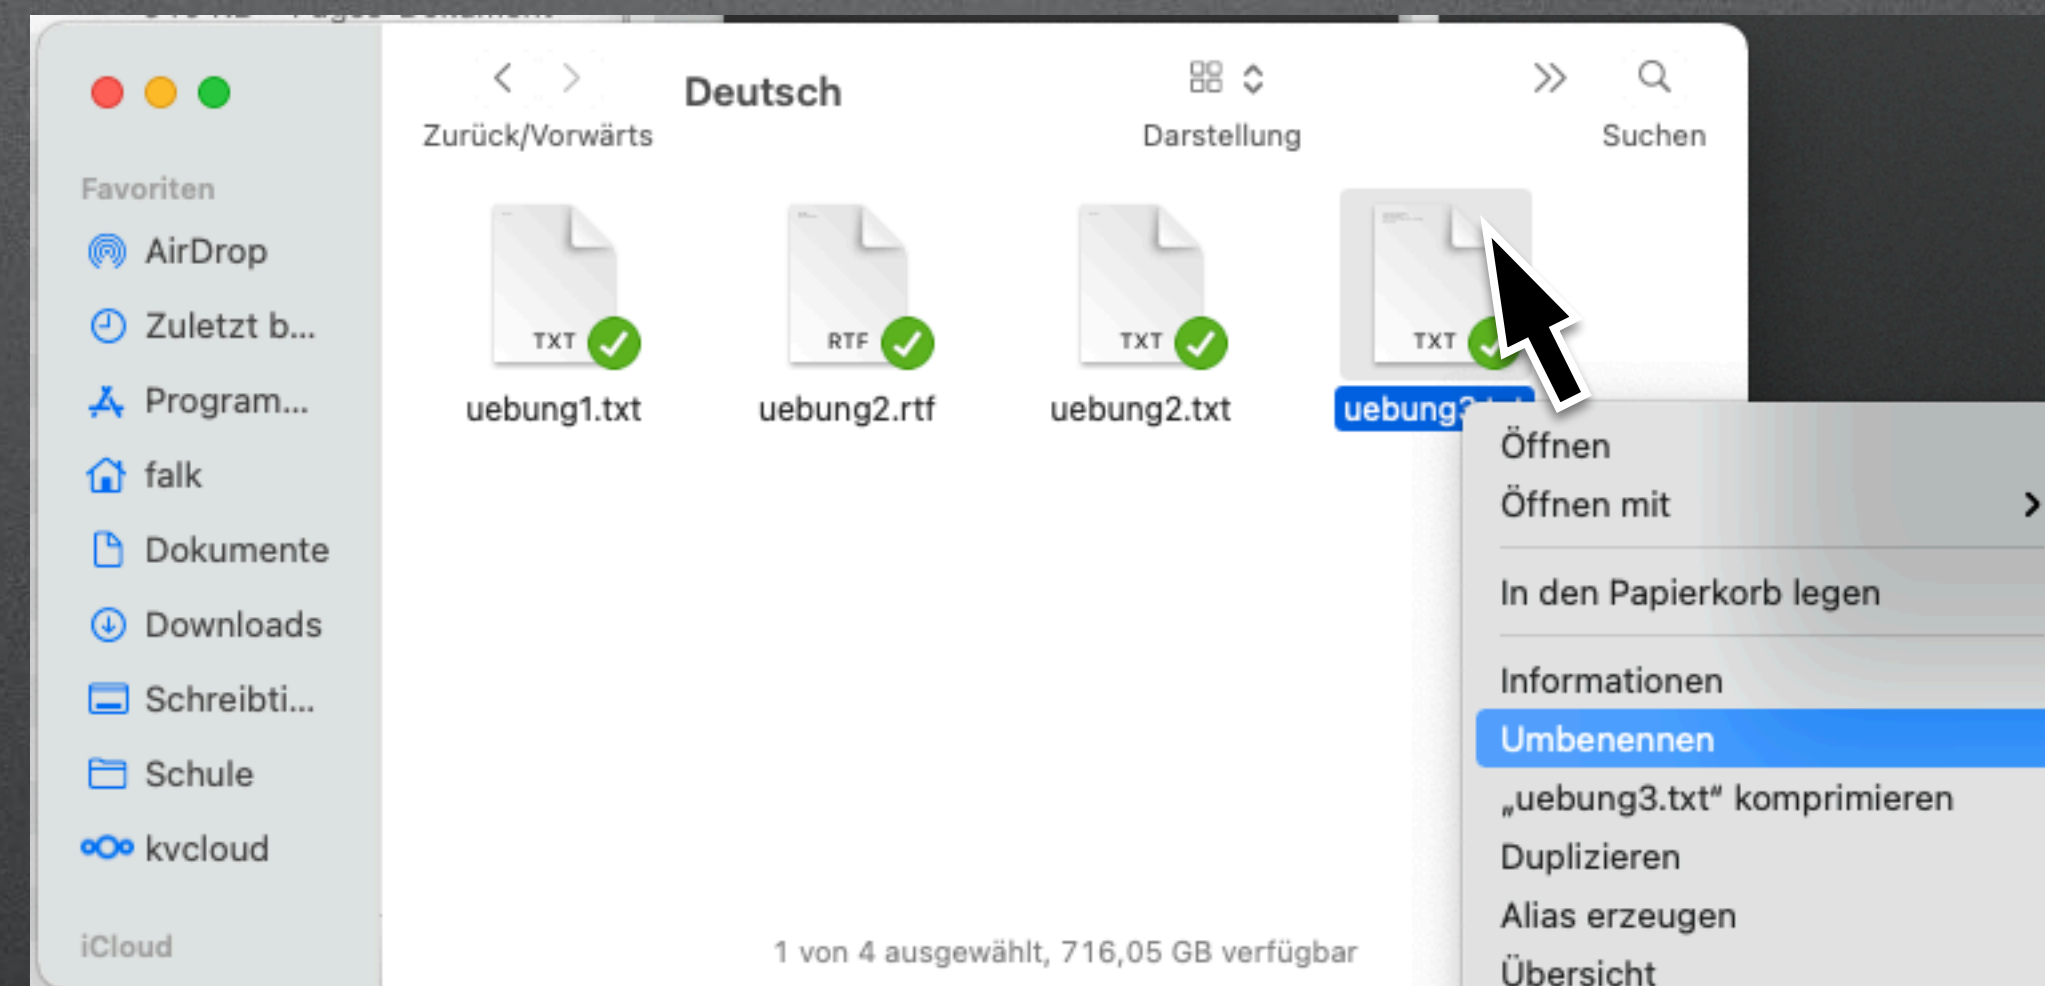 Deutsch
Zurück/Vorwärts
Darstellung
Suchen
Favoriten
AirDrop
Zuletzt b...
Program...
falk
Dokumente
Downloads
Schreibti...
Schule
kvcloud
iCloud
TXT
RTF
TXT
TXT
uebung1.txt
uebung2.rtf
uebung2.txt
uebung3.txt
Öffnen
Öffnen mit
In den Papierkorb legen
Informationen
Umbenennen
„uebung3.txt“ komprimieren
Duplizieren
Alias erzeugen
Übersicht
1 von 4 ausgewählt, 716,05 GB verfügbar